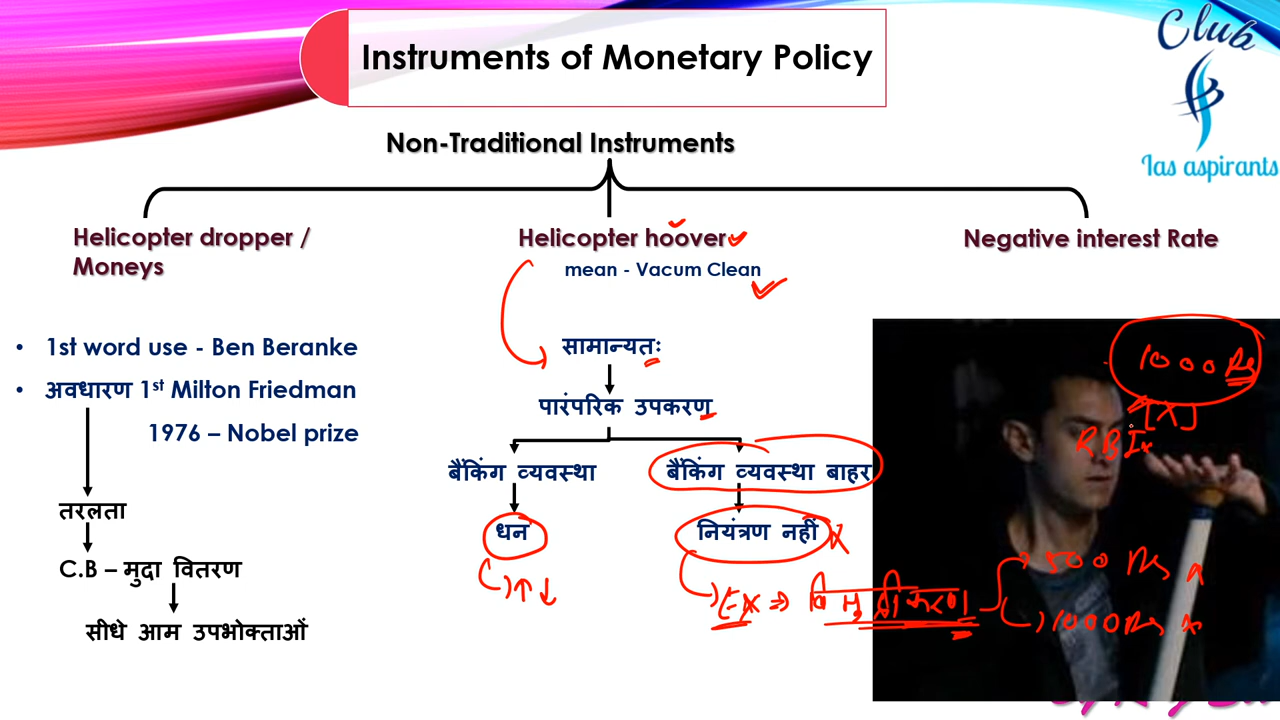 Club
Ias aspirants
Instruments of Monetary Policy
Non-Traditional Instruments
Helicopter dropper /
Moneys
• 1st word use - Ben Beranke
• अवधारण 1st Milton Friedman
1976 – Nobel prize
तरलता
C.B – मुदा वितरण
सीधे आम उपभोक्ताओं
Helicopter hoover
mean - Vacum Clean
सामान्यतः
पारंपरिक उपकरण
बैंकिंग व्यवस्था
बैंकिंग व्यवस्था बाहर
धन
नियंत्रण नहीं
Ex ⇒ विमुद्रीकरण
Negative interest Rate
1000 Rs
[X]
RBI
500 Rs x
1000 Rs x